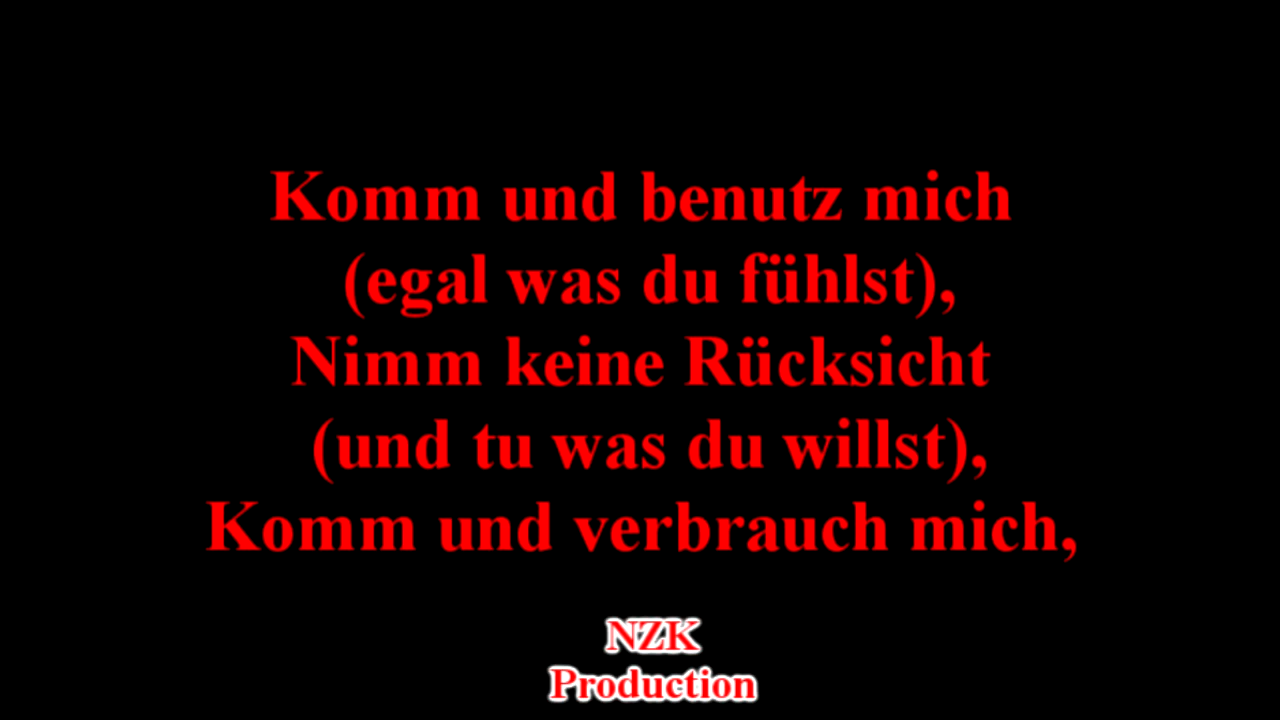 Komm und benutz mich
(egal was du fühlst),
Nimm keine Rücksicht
(und tu was du willst),
Komm und verbrauch mich,
NZK
Production